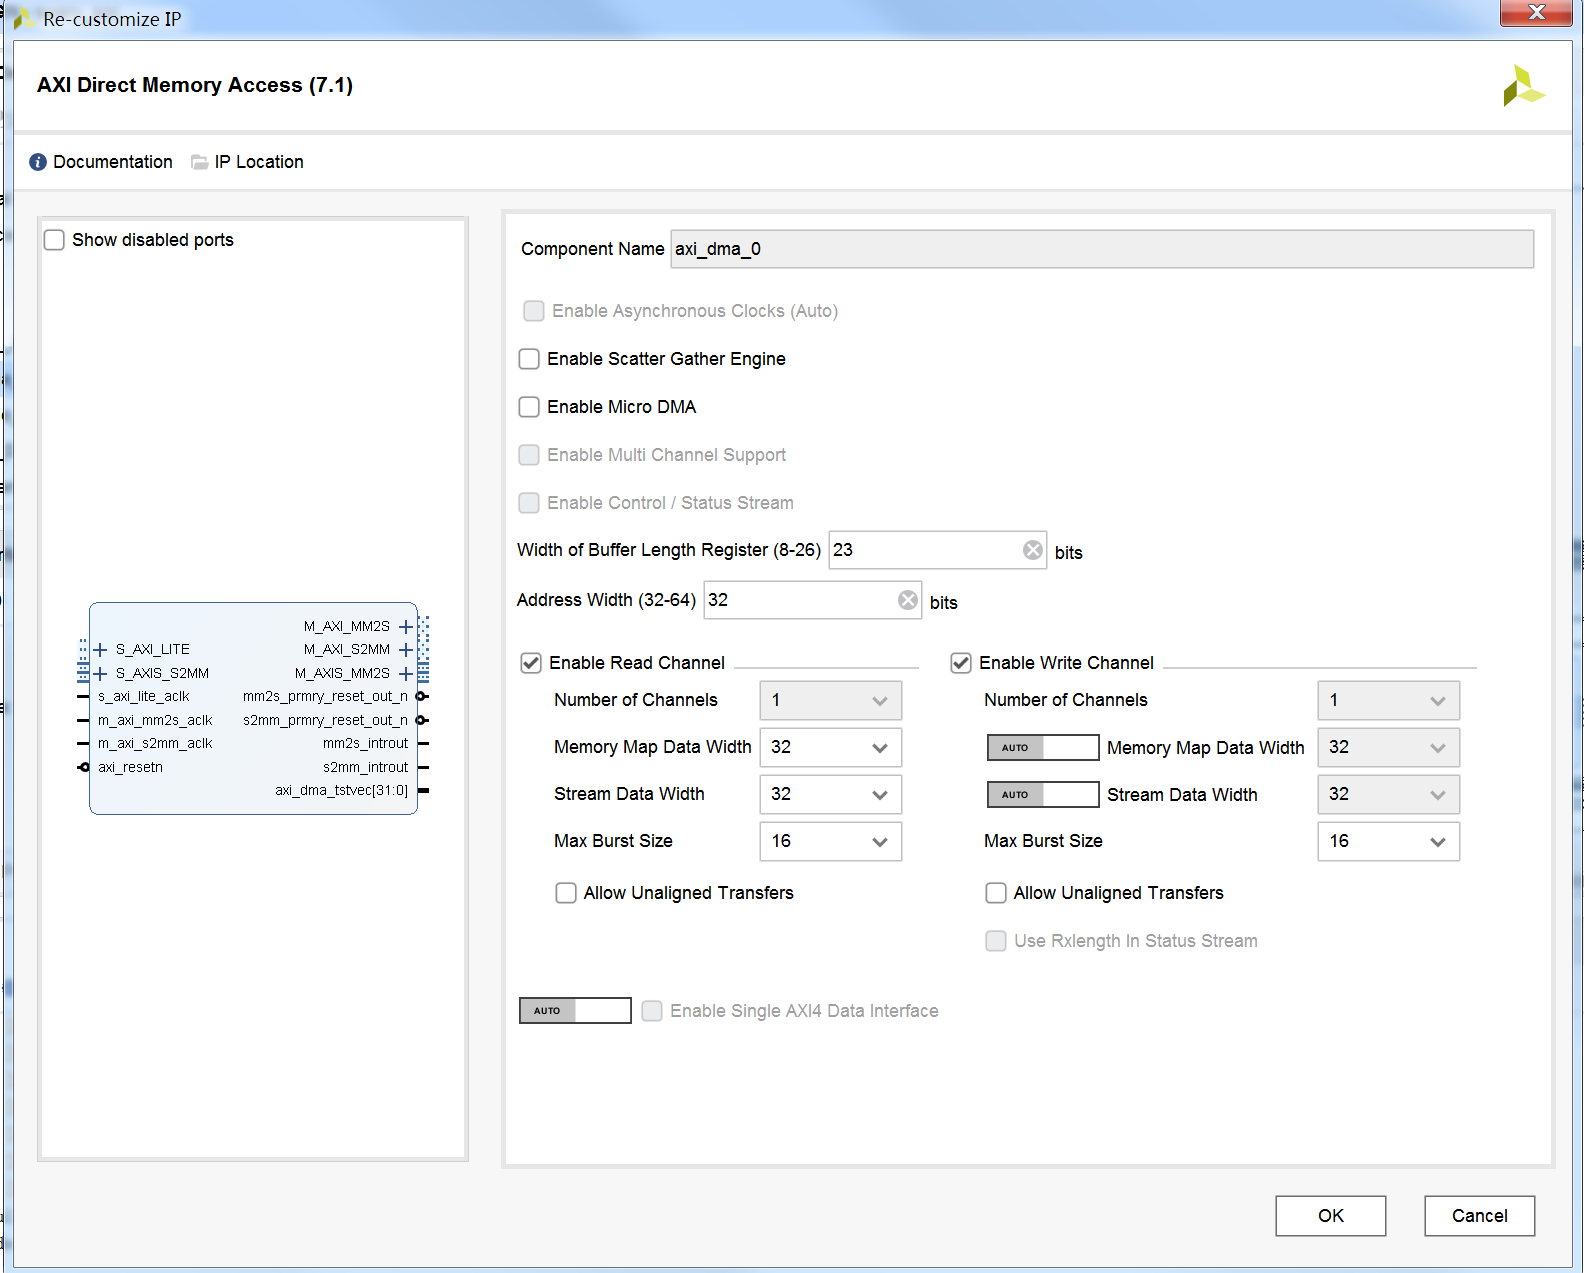 Re-customize IP
AXI Direct Memory Access (7.1)
Documentation IP Location
Show disabled ports
M_AXI_MM2S
S_AXI_LITE M_AXI_S2MM
S_AXIS_S2MM M_AXIS_MM2S
s_axi_lite_aclk mm2s_prmry_reset_out_n
m_axi_mm2s_aclk s2mm_prmry_reset_out_n
m_axi_s2mm_aclk mm2s_introut
axi_resetn s2mm_introut
axi_dma_tstvec[31:0]
Component Name axi_dma_0
Enable Asynchronous Clocks (Auto)
Enable Scatter Gather Engine
Enable Micro DMA
Enable Multi Channel Support
Enable Control / Status Stream
Width of Buffer Length Register (8-26) 23 bits
Address Width (32-64) 32 bits
Enable Read Channel
Number of Channels 1
Memory Map Data Width 32
Stream Data Width 32
Max Burst Size 16
Allow Unaligned Transfers
Enable Write Channel
Number of Channels 1
AUTO Memory Map Data Width 32
AUTO Stream Data Width 32
Max Burst Size 16
Allow Unaligned Transfers
Use Rxlength In Status Stream
AUTO Enable Single AXI4 Data Interface
OK Cancel